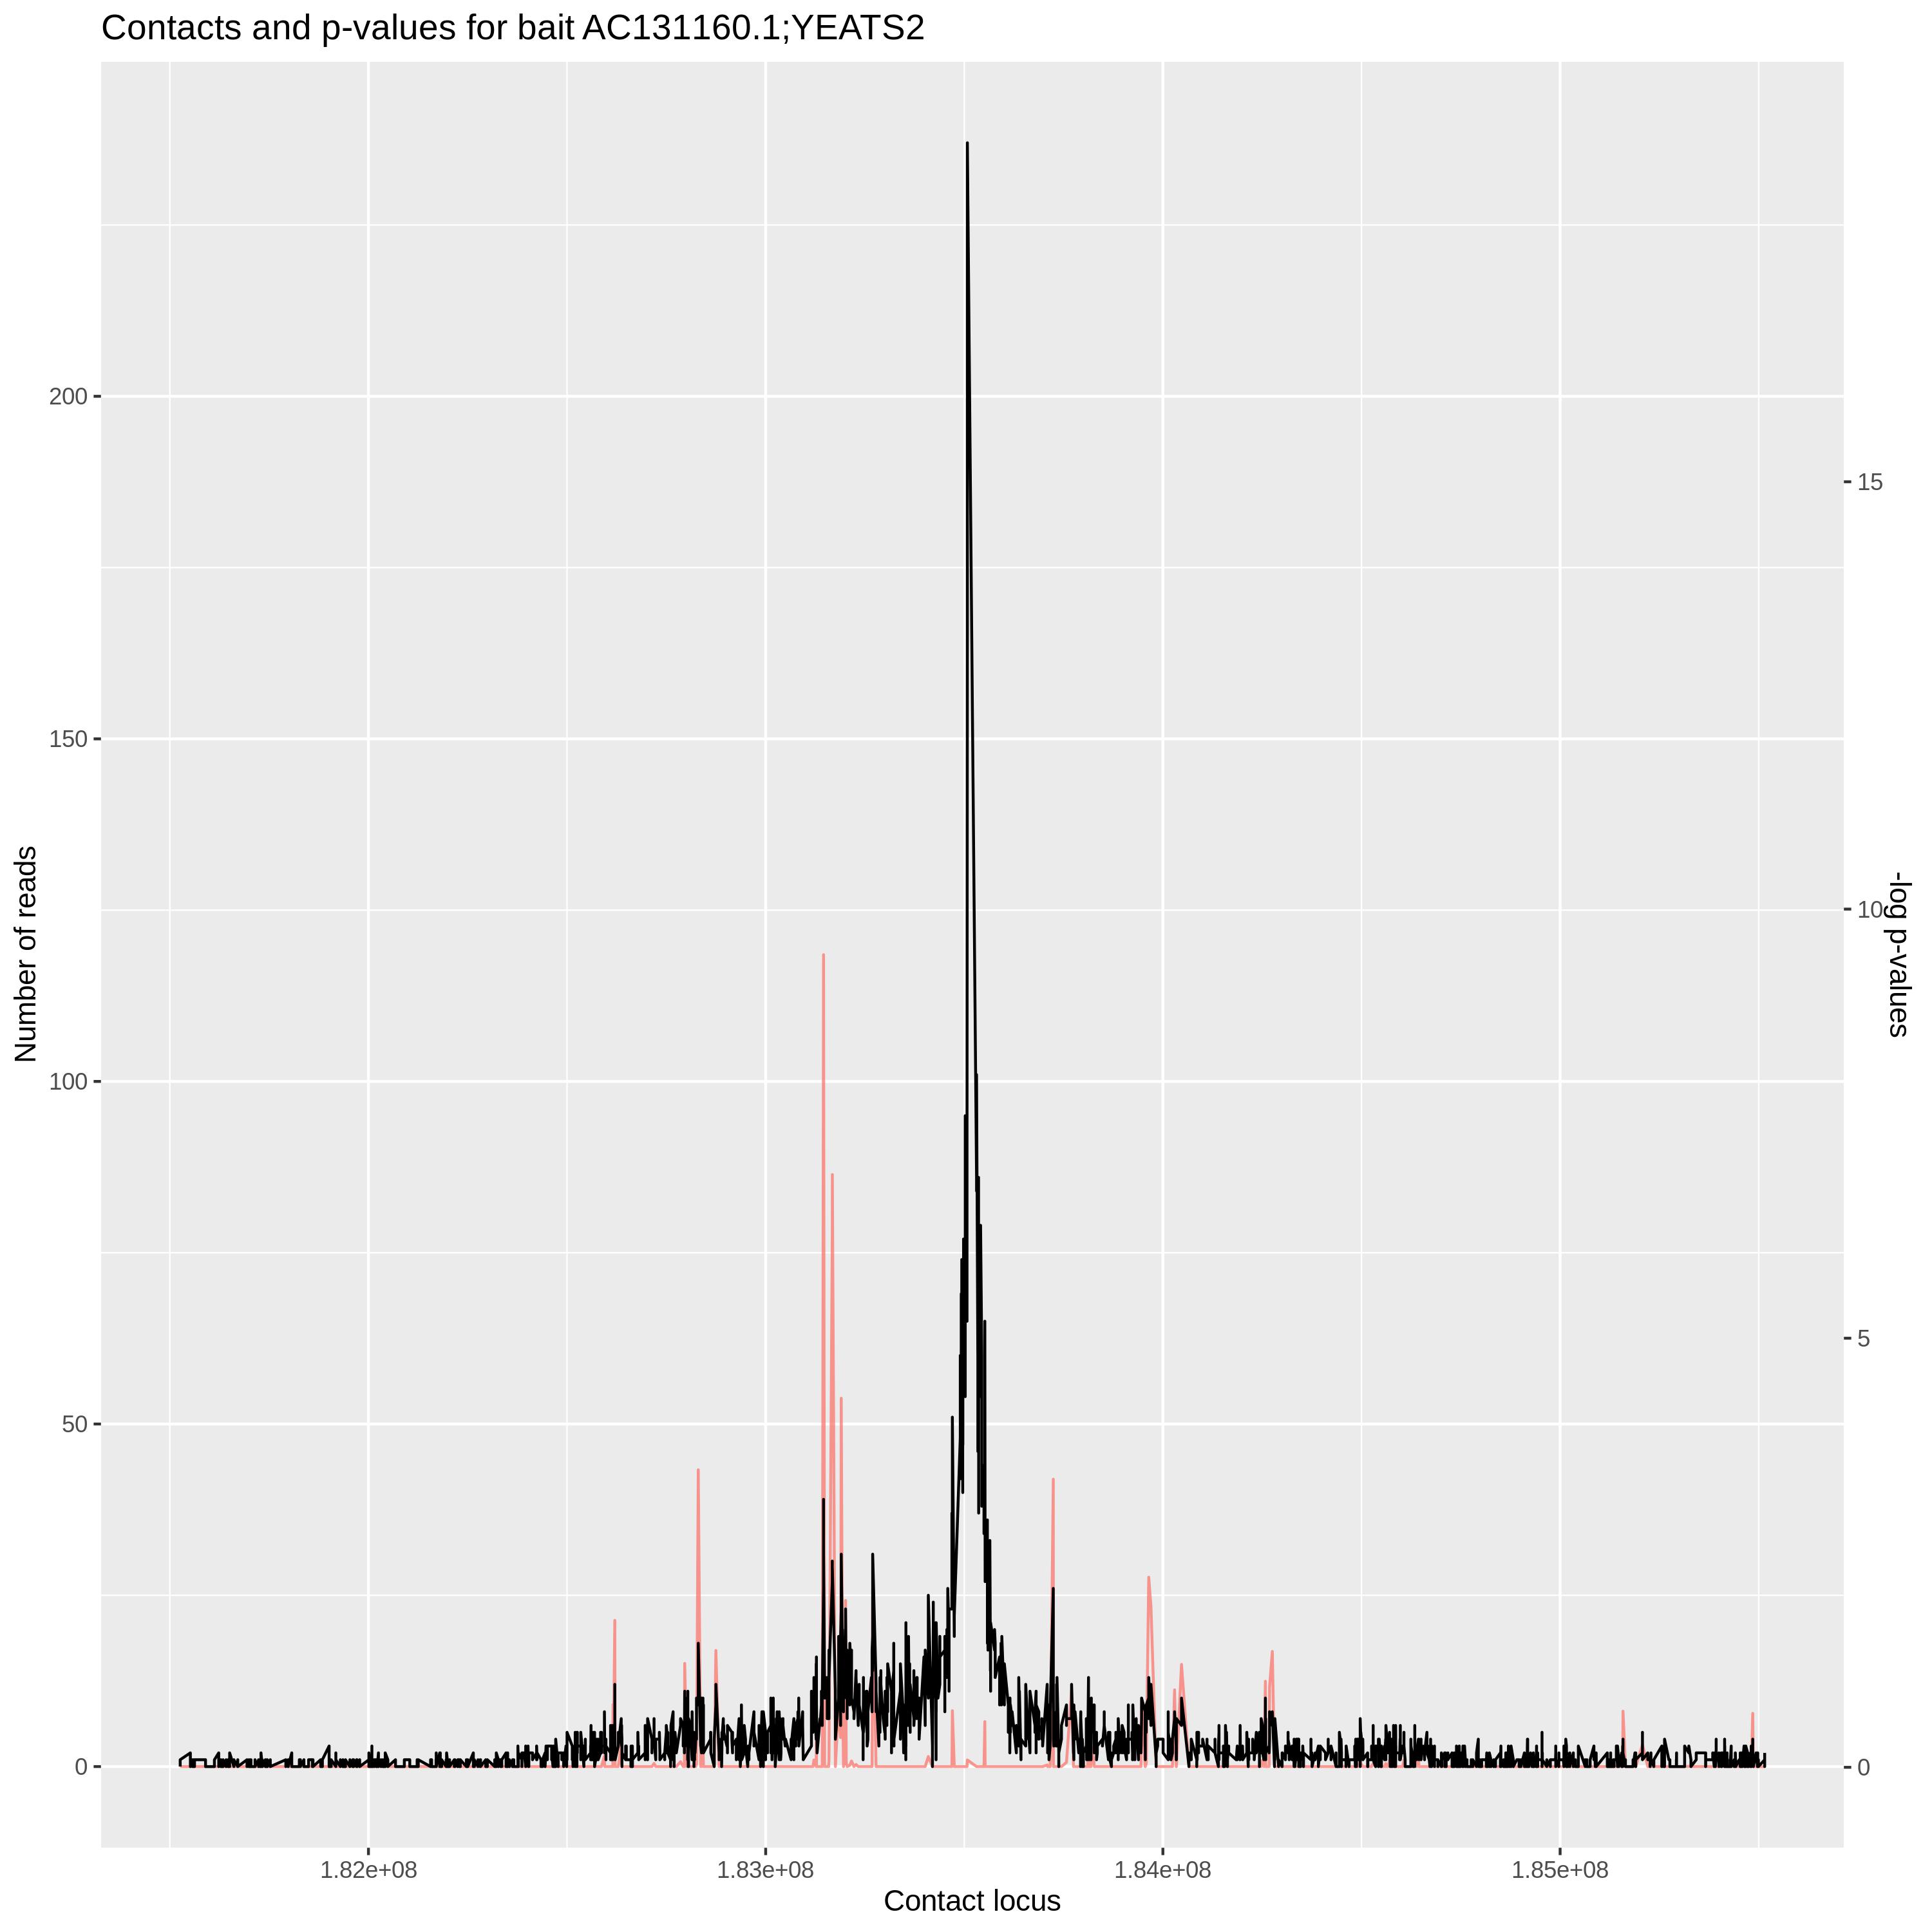 Contacts and p-values for bait AC131160.1;YEATS2
Number of reads
200
150
100
50
0
15
10
5
0
-log p-values
1.82e+08 1.83e+08 1.84e+08 1.85e+08
Contact locus